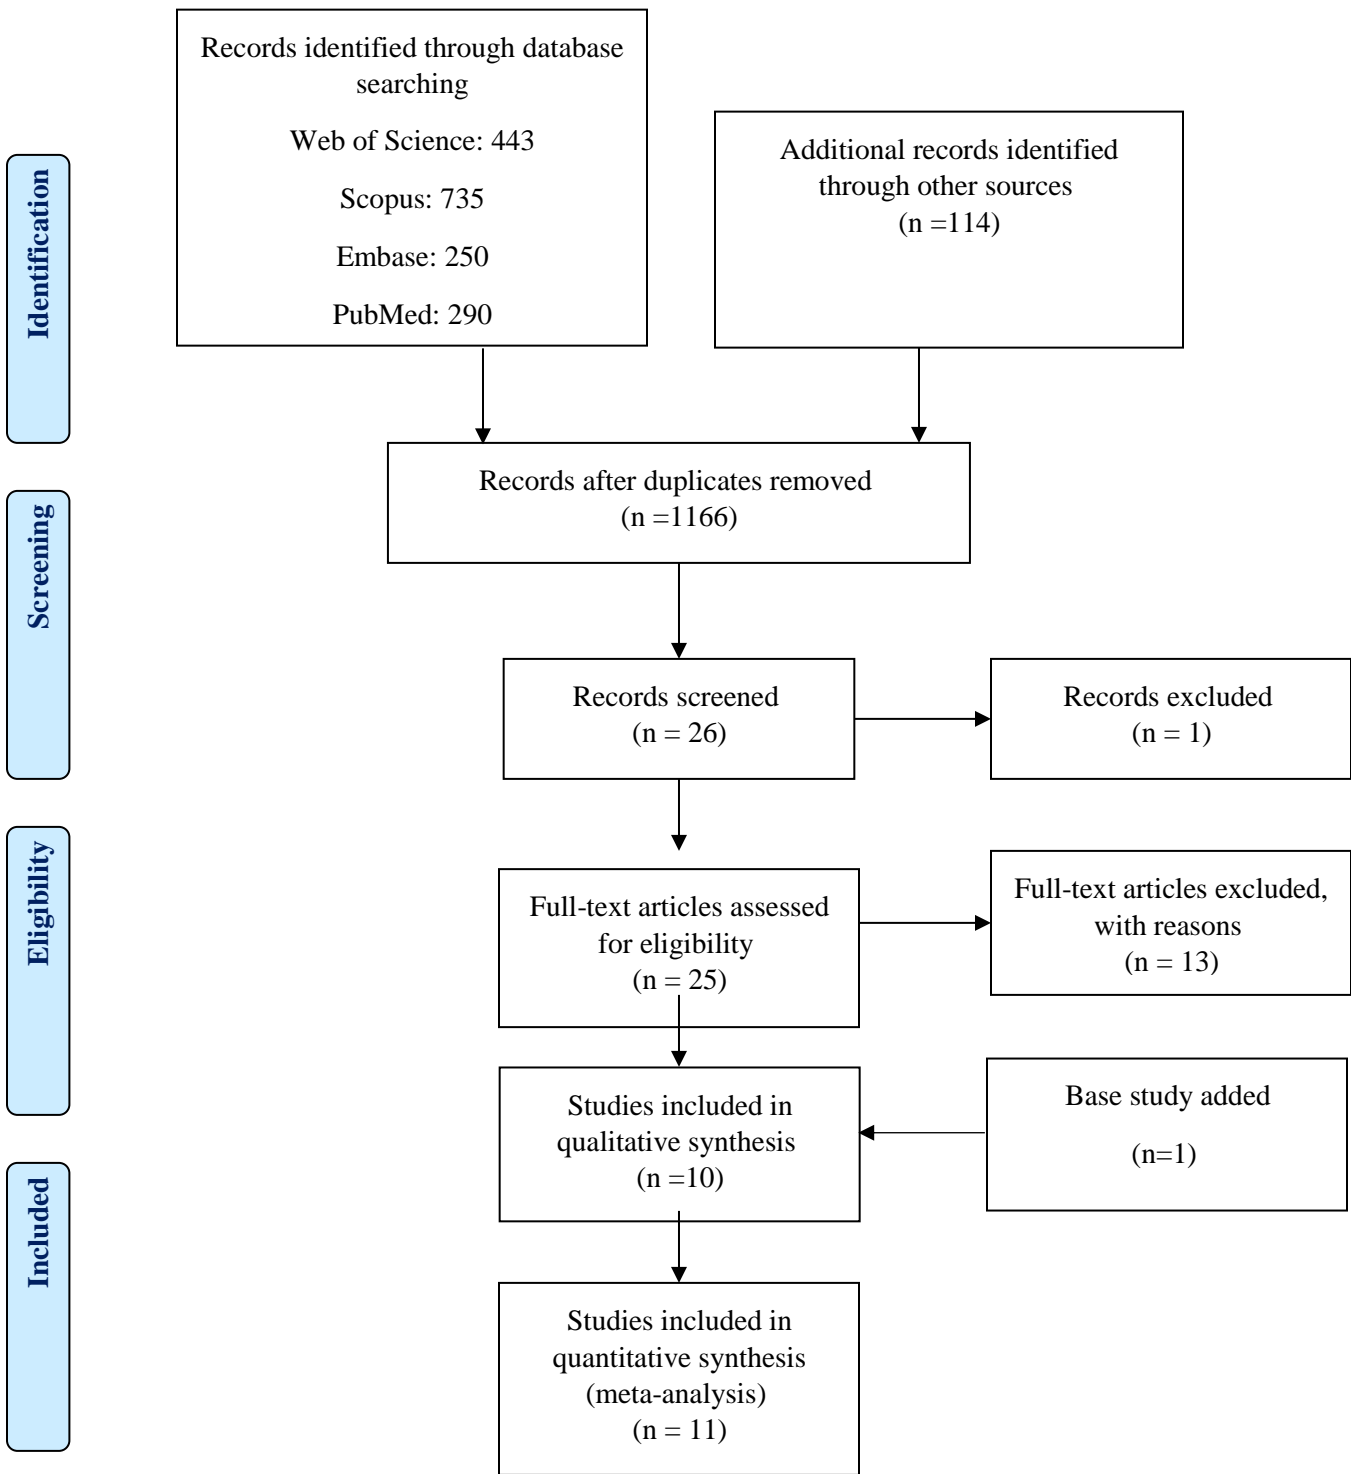 Records identified through database
searching
Web of Science: 443
Scopus: 735
Embase: 250
PubMed: 290
Additional records identified
through other sources
(n =114)
Identification
Records after duplicates removed
(n =1166)
Screening
Records screened
(n = 26)
Records excluded
(n = 1)
Eligibility
Full-text articles assessed
for eligibility
(n = 25)
Full-text articles excluded,
with reasons
(n = 13)
Studies included in
qualitative synthesis
(n =10)
Base study added
(n=1)
Included
Studies included in
quantitative synthesis
(meta-analysis)
(n = 11)